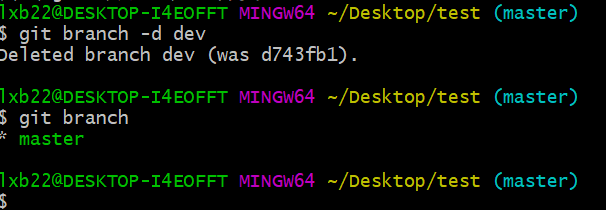 lxb22@DESKTOP-I4EOFFT MINGW64 ~/Desktop/test (master)
$ git branch -d dev
Deleted branch dev (was d743fb1).
lxb22@DESKTOP-I4EOFFT MINGW64 ~/Desktop/test (master)
$ git branch
* master
lxb22@DESKTOP-I4EOFFT MINGW64 ~/Desktop/test (master)
$